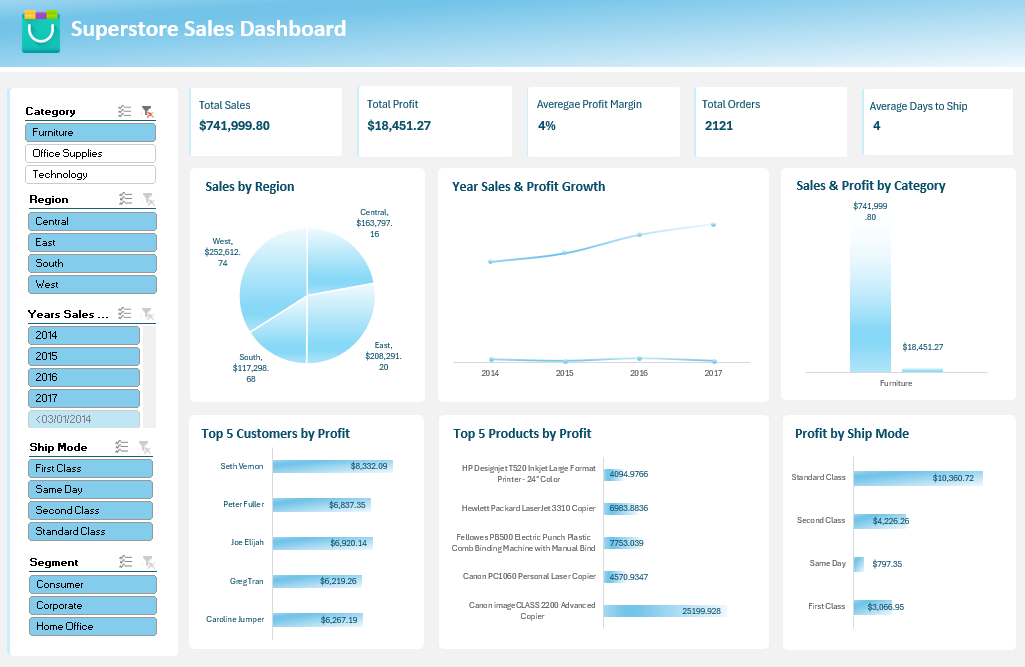 Superstore Sales Dashboard
Category
Furniture
Office Supplies
Technology
Region
Central
East
South
West
Years Sales ...
2014
2015
2016
2017
<03/01/2014
Ship Mode
First Class
Same Day
Second Class
Standard Class
Segment
Consumer
Corporate
Home Office
Total Sales
$741,999.80
Total Profit
$18,451.27
Averegae Profit Margin
4%
Total Orders
2121
Average Days to Ship
4
Sales by Region
Central,
$163,797.
16
West,
$252,612.
74
South,
$117,298.
68
East,
$208,291.
20
Year Sales & Profit Growth
2014
2015
2016
2017
Sales & Profit by Category
$741,999
.80
$18,451.27
Furniture
Top 5 Customers by Profit
Seth Vernon
$8,332.09
Peter Fuller
$6,837.35
Joe Elijah
$6,920.14
Greg Tran
$6,219.26
Caroline Jumper
$6,267.19
Top 5 Products by Profit
HP Designjet T520 Inkjet Large Format
Printer - 24" Color
4094.9766
Hewlett Packard LaserJet 3310 Copier
6983.8836
Fellowes PB500 Electric Punch Plastic
Comb Binding Machine with Manual Bind
7753.039
Canon PC1060 Personal Laser Copier
4570.9347
Canon imageCLASS 2200 Advanced
Copier
25199.928
Profit by Ship Mode
Standard Class
$10,360.72
Second Class
$4,226.26
Same Day
$797.35
First Class
$3,066.95